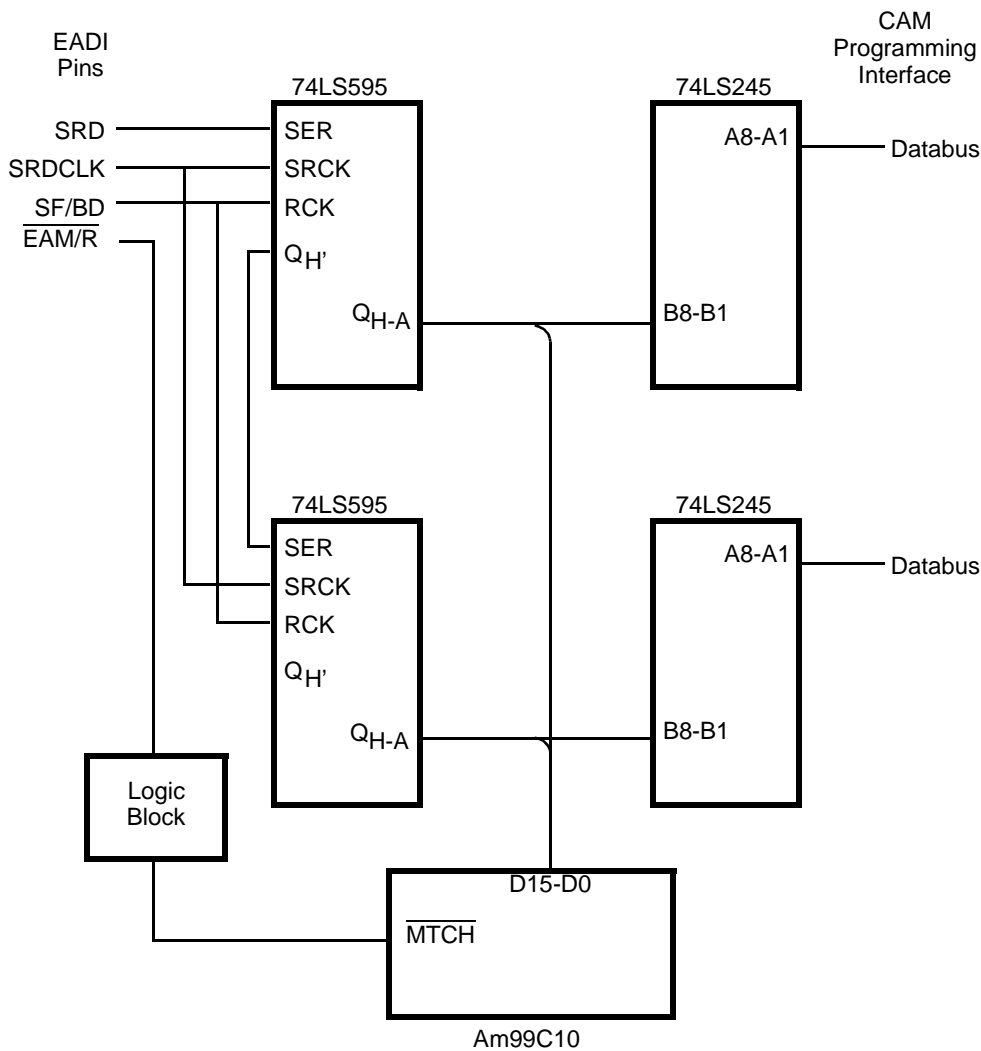 EADI
Pins
CAM
Programming
Interface
74LS595
74LS245
SRD
SRDCLK
SF/BD
EAM/R
SER
SRCK
RCK
QH'
QH-A
A8-A1
B8-B1
Databus
74LS595
74LS245
SER
SRCK
RCK
QH'
QH-A
A8-A1
B8-B1
Databus
Logic
Block
D15-D0
MTCH
Am99C10